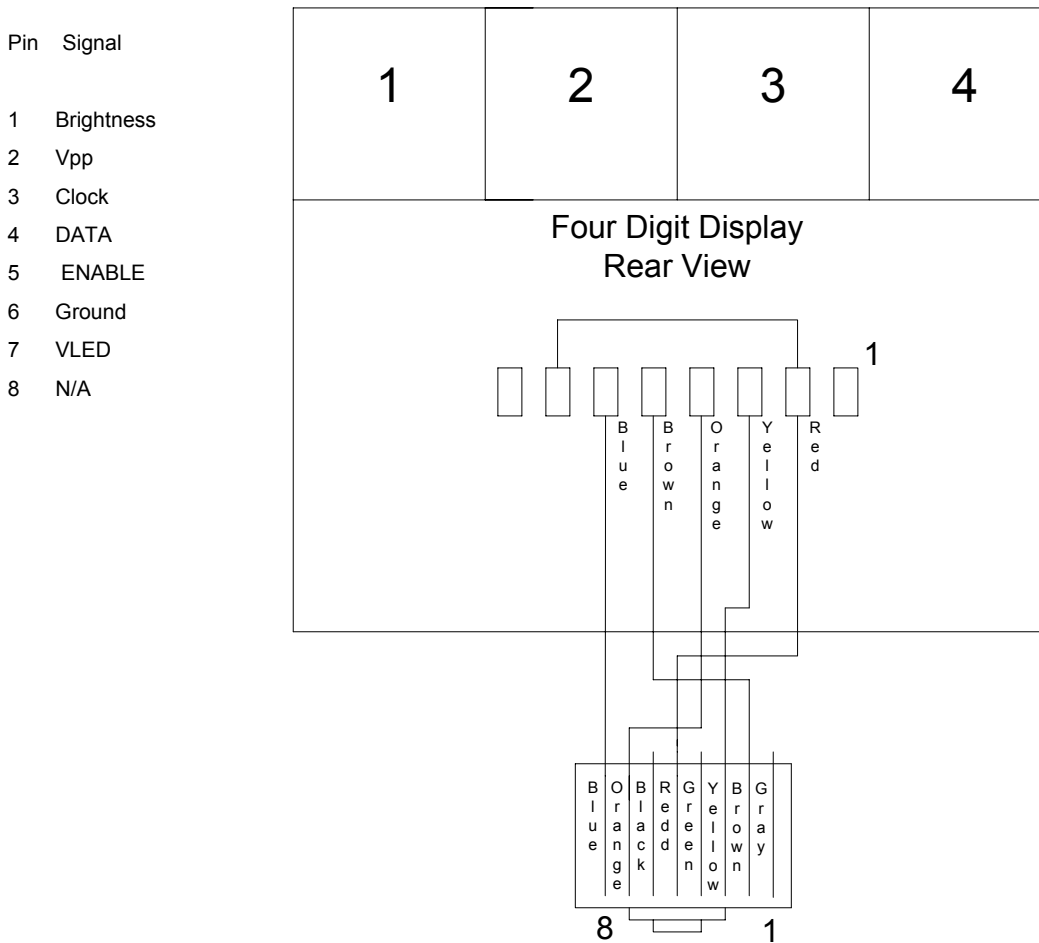 Pin Signal
1 Brightness
2 Vpp
3 Clock
4 DATA
5 ENABLE
6 Ground
7 VLED
8 N/A
1 2 3 4
Four Digit Display
Rear View
1
Blue
Brown
Orange
Yellow
Red
Blue
Orange
Black
Redd
Green
Yellow
Brown
Gray
8 1